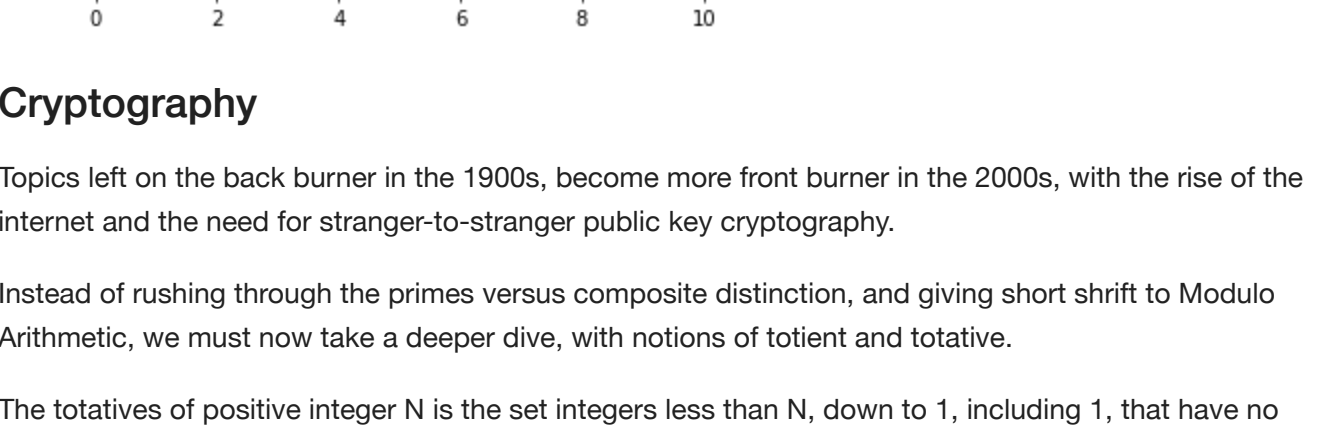 0 2 4 6 8 10
Cryptography
Topics left on the back burner in the 1900s, become more front burner in the 2000s, with the rise of the
internet and the need for stranger-to-stranger public key cryptography.
Instead of rushing through the primes versus composite distinction, and giving short shrift to Modulo
Arithmetic, we must now take a deeper dive, with notions of totient and totative.
The totatives of positive integer N is the set integers less than N, down to 1, including 1, that have no